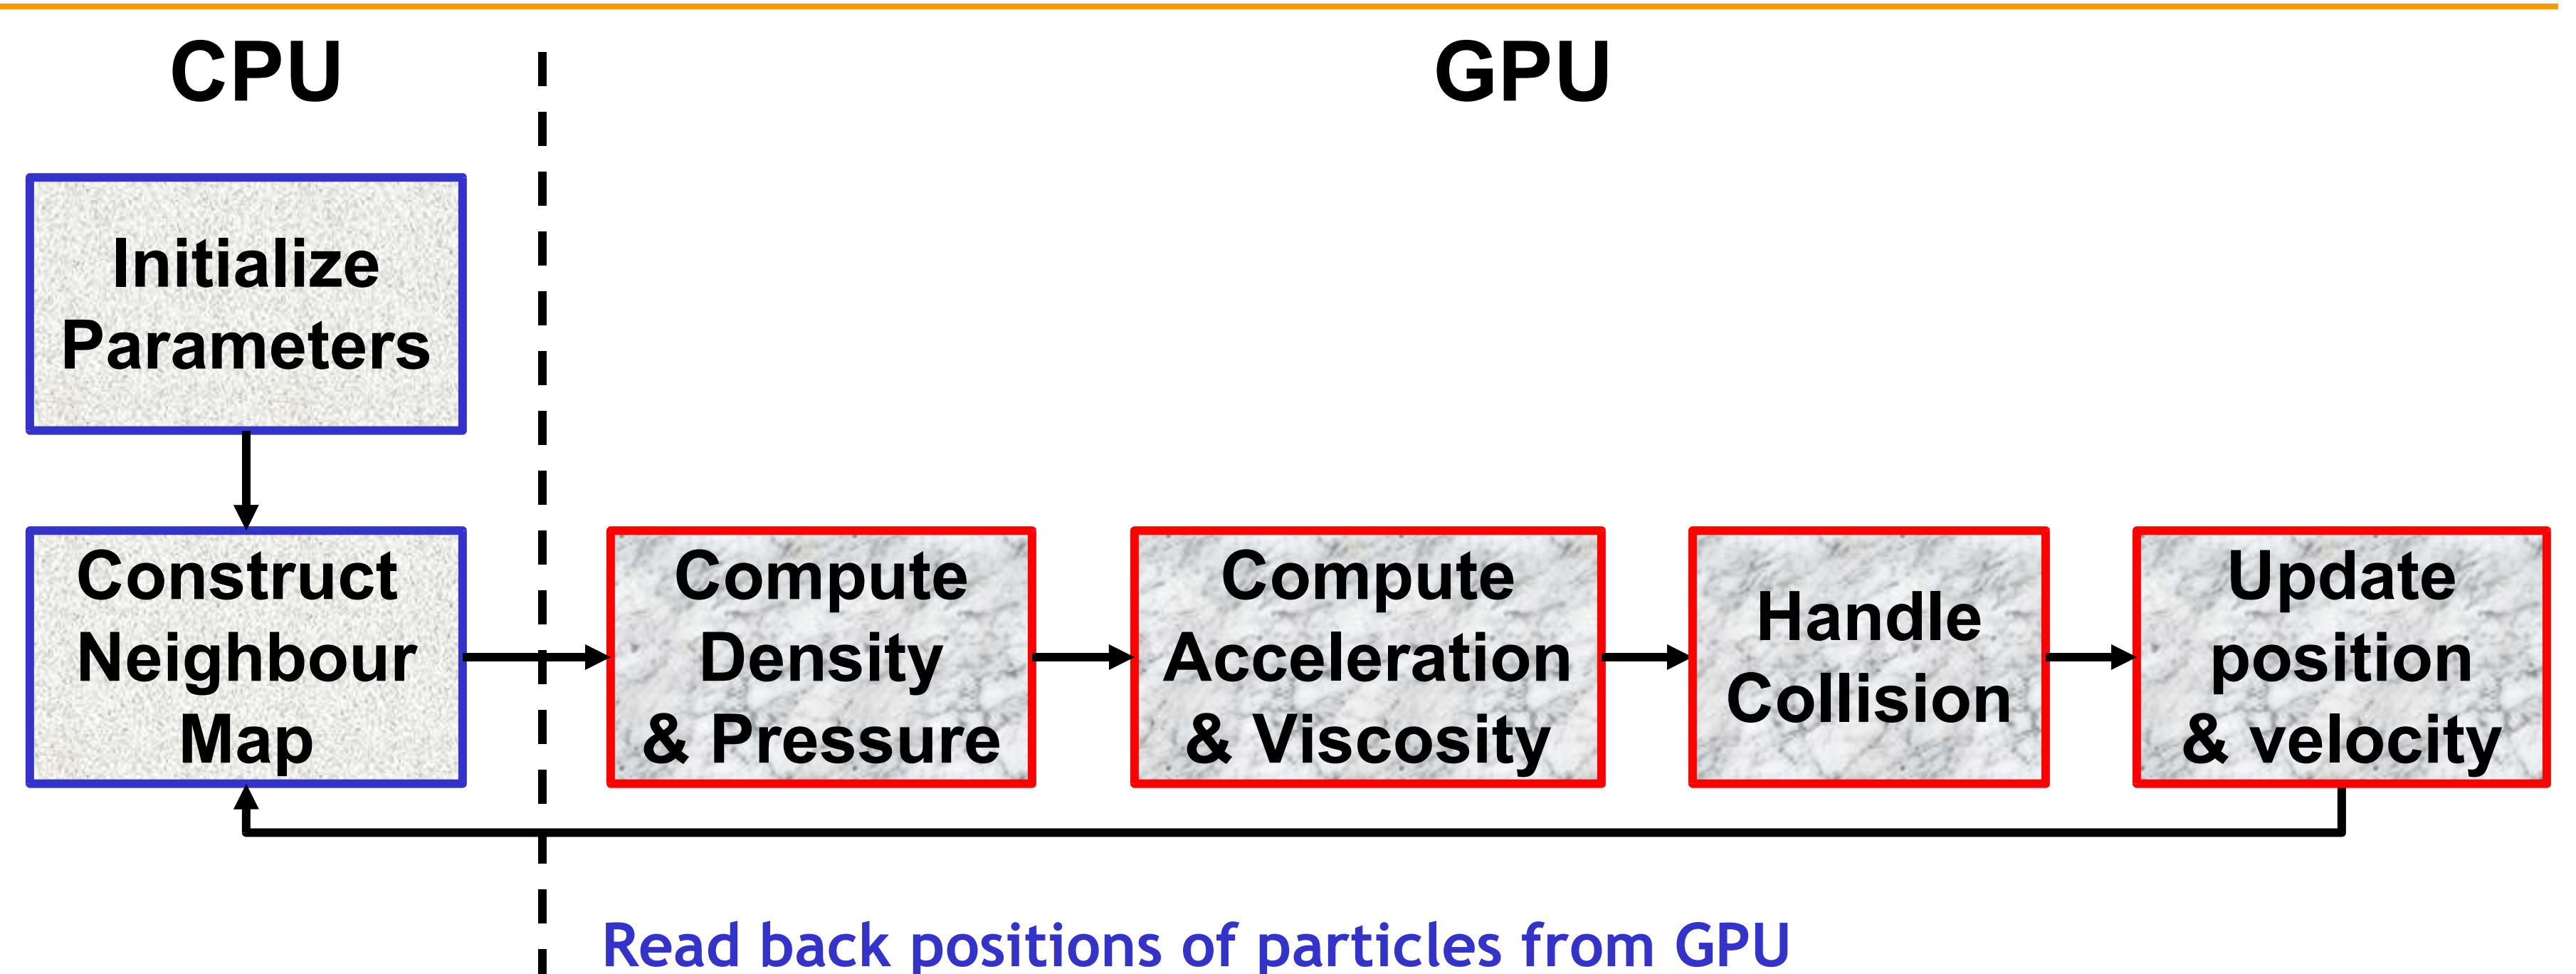 CPU
GPU
Initialize
Parameters
Construct
Neighbour
Map
Compute
Density
& Pressure
Compute
Acceleration
& Viscosity
Handle
Collision
Update
position
& velocity
Read back positions of particles from GPU